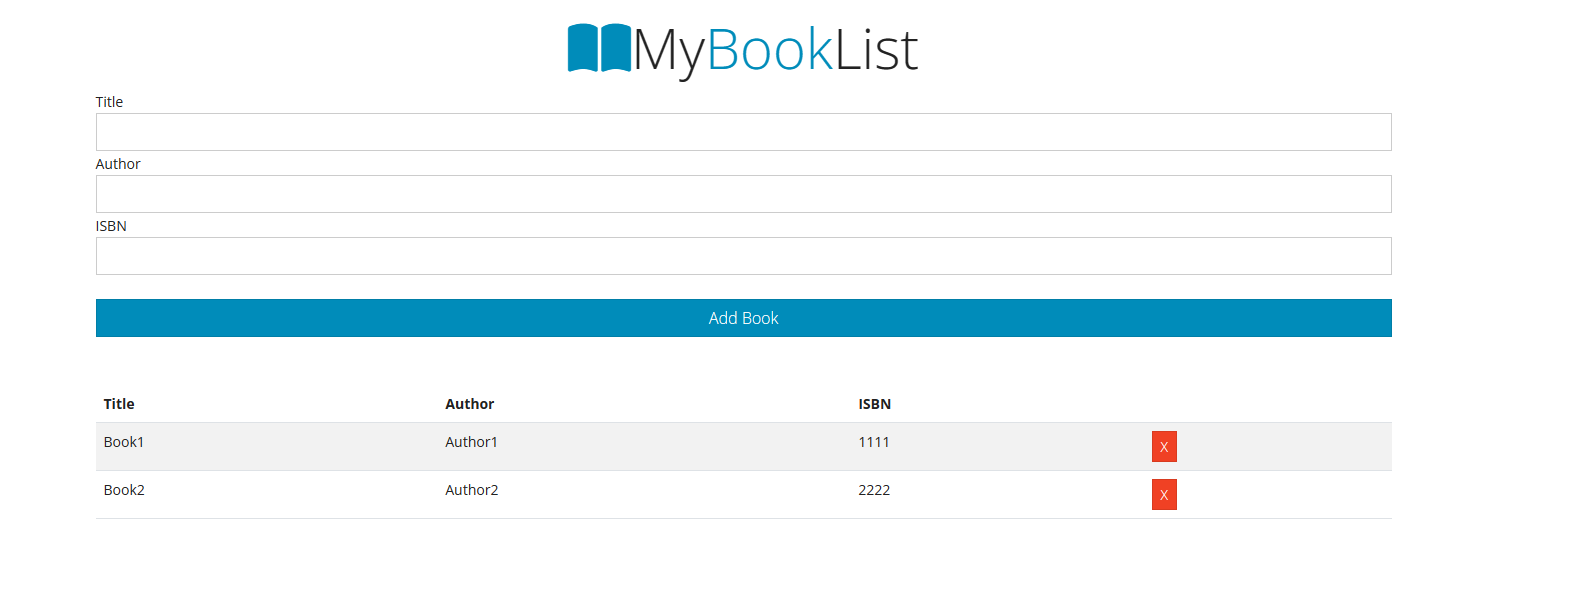 MyBookList
Title
Author
ISBN
Add Book
Title Author ISBN
Book1 Author1 1111 X
Book2 Author2 2222 X